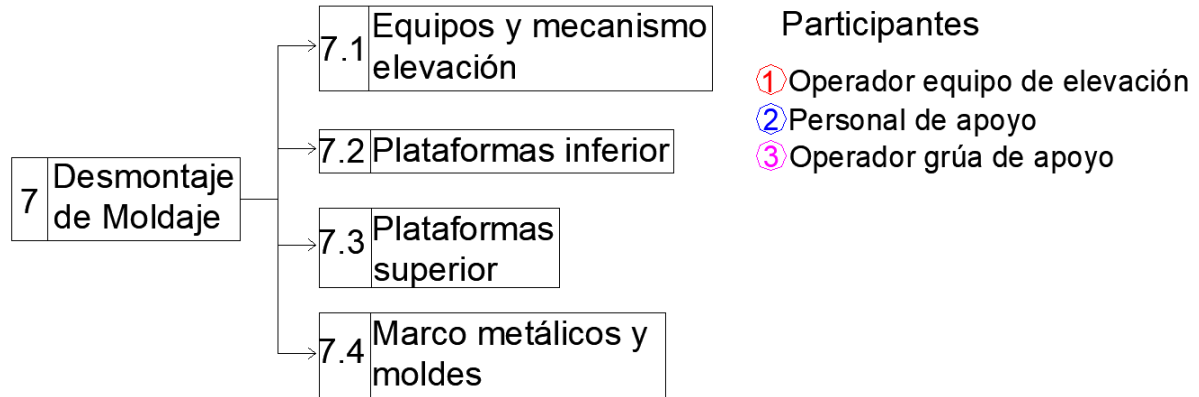 7 Desmontaje
de Moldaje
7.1 Equipos y mecanismo
elevación
7.2 Plataformas inferior
7.3 Plataformas
superior
7.4 Marco metálicos y
moldes
Participantes
1 Operador equipo de elevación
2 Personal de apoyo
3 Operador grúa de apoyo